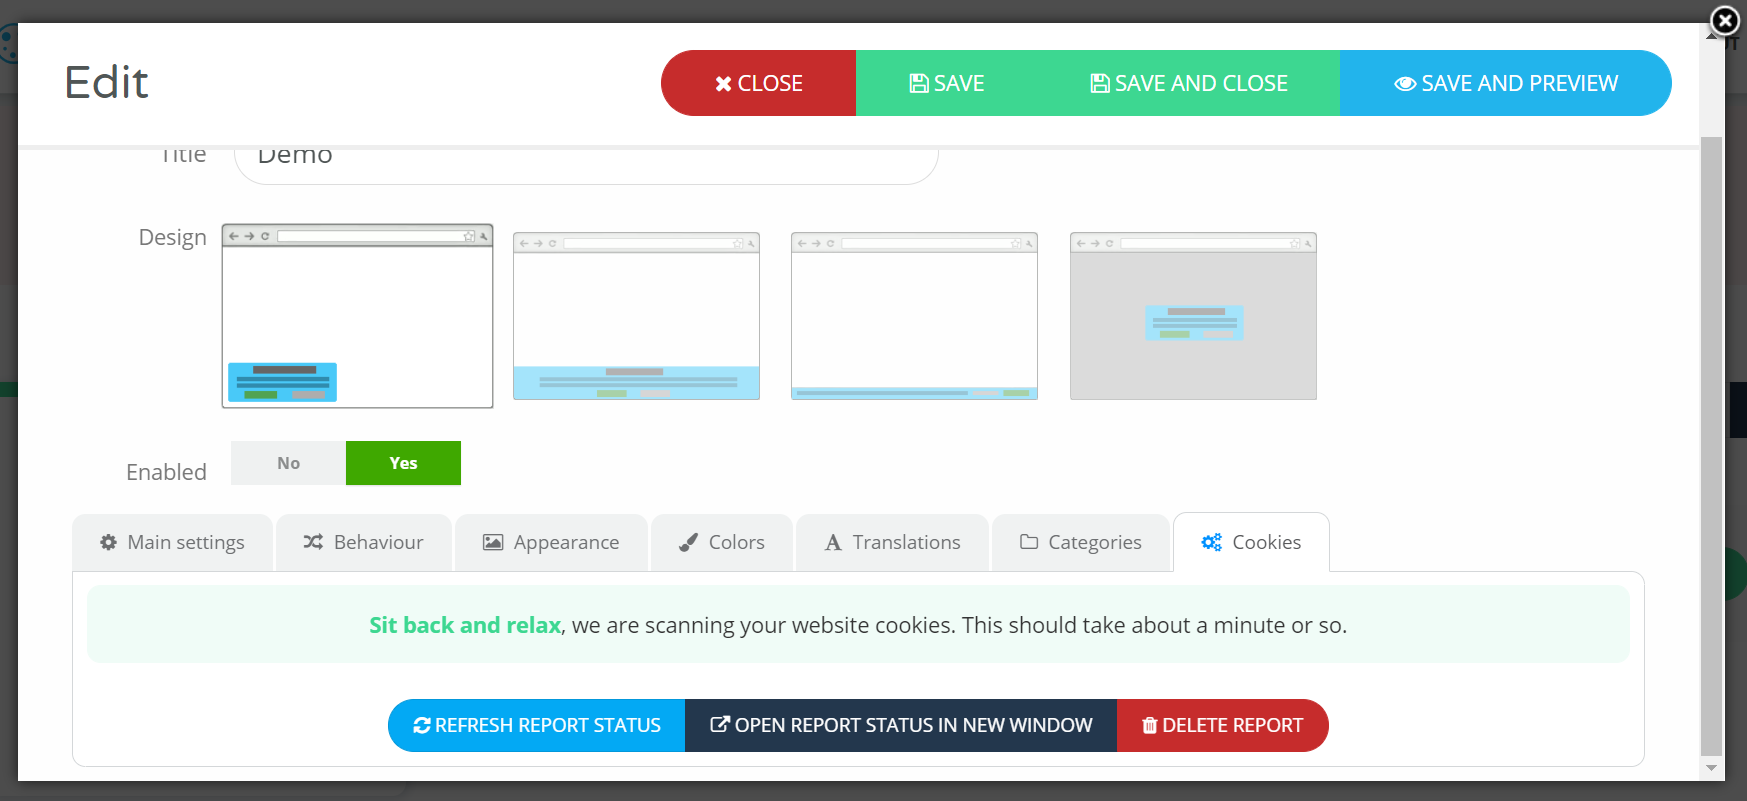 Edit
CLOSE
SAVE
SAVE AND CLOSE
SAVE AND PREVIEW
Title
Demo
Design
Enabled
No
Yes
Main settings
Behaviour
Appearance
Colors
Translations
Categories
Cookies
Sit back and relax, we are scanning your website cookies. This should take about a minute or so.
REFRESH REPORT STATUS
OPEN REPORT STATUS IN NEW WINDOW
DELETE REPORT